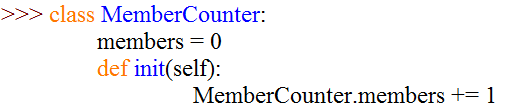 >>> class MemberCounter:
members = 0
def init(self):
MemberCounter.members += 1